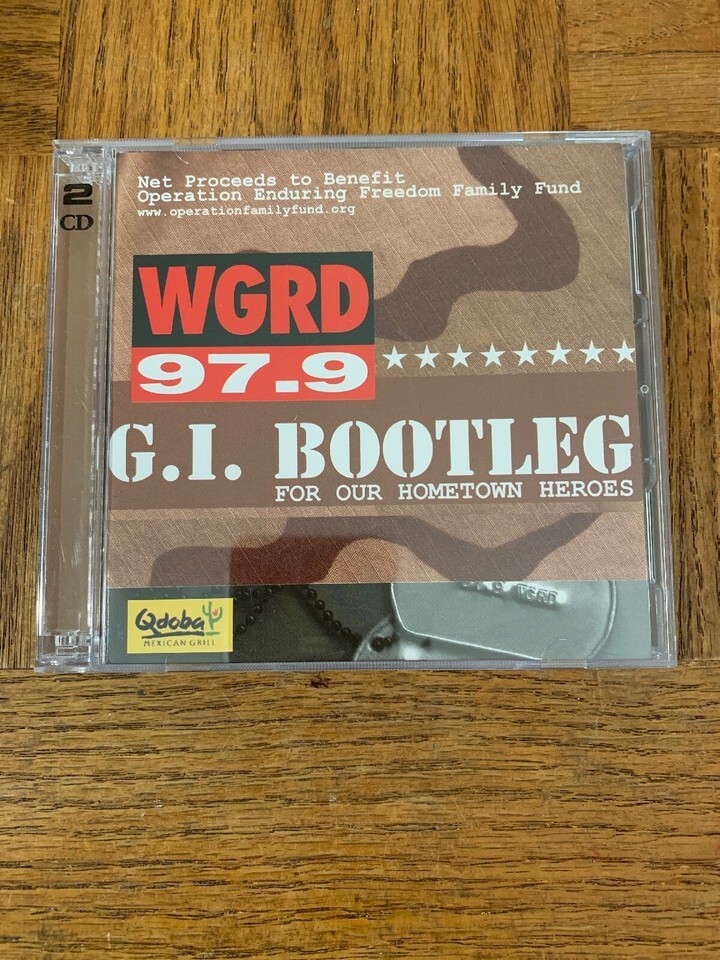 2
CD
Net Proceeds to Benefit
Operation Enduring Freedom Family Fund
www.operationfamilyfund.org
WGRD
97.9
G.I. BOOTLEG
FOR OUR HOMETOWN HEROES
Qdoba
MEXICAN GRILL
WGRD